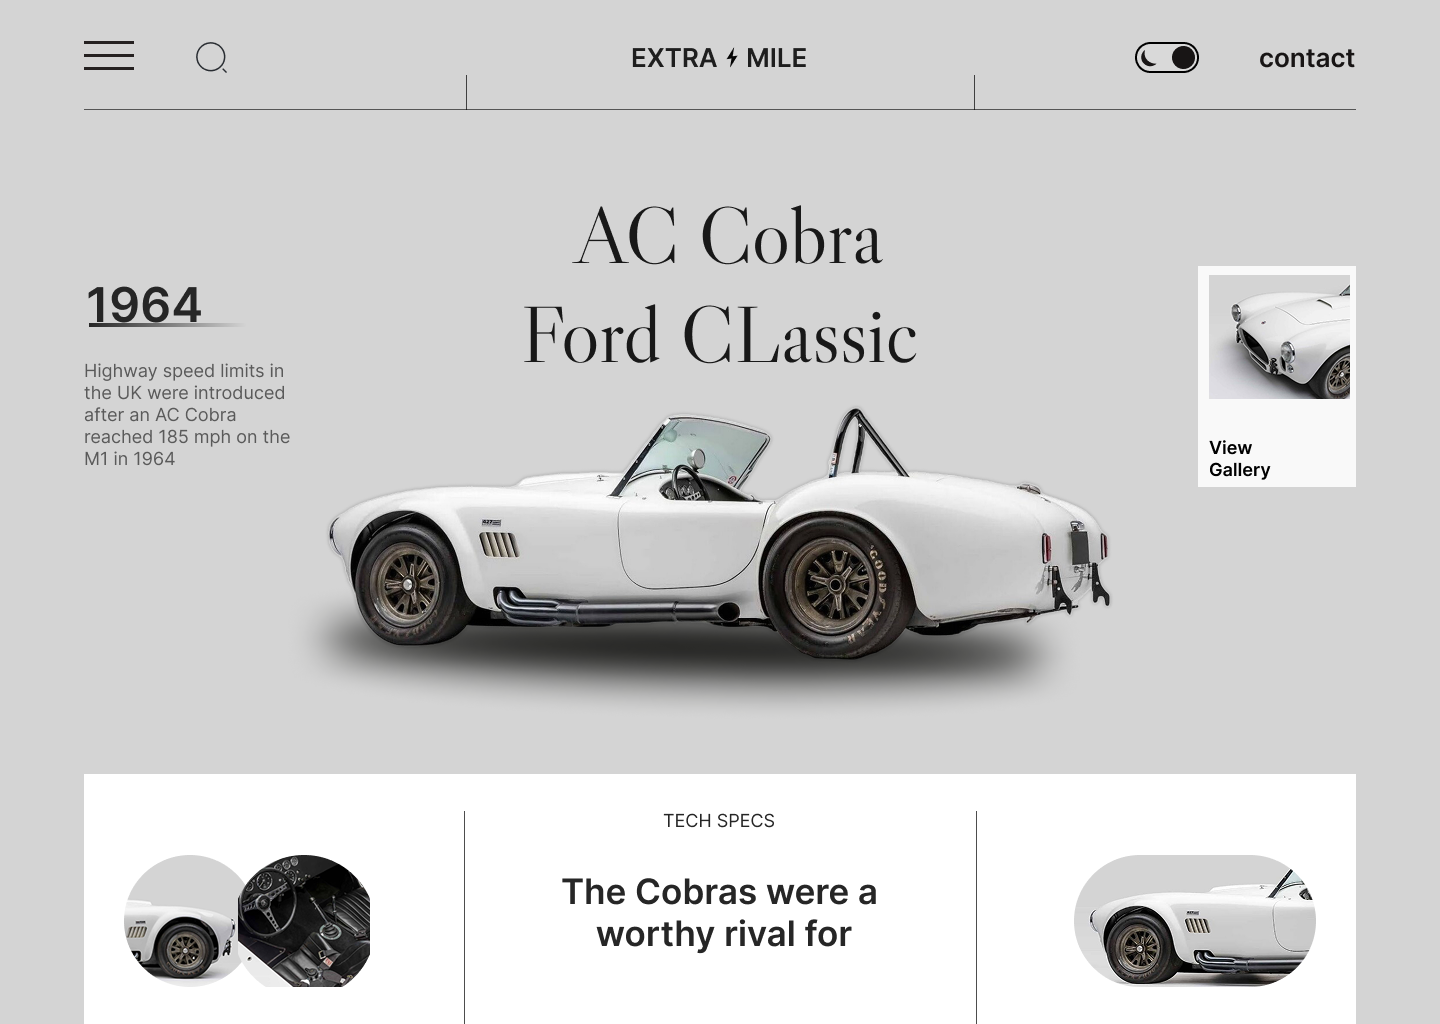 EXTRA MILE
contact
AC Cobra
Ford CLassic
1964
Highway speed limits in
the UK were introduced
after an AC Cobra
reached 185 mph on the
M1 in 1964
View
Gallery
427
GOODYEAR
TECH SPECS
The Cobras were a
worthy rival for